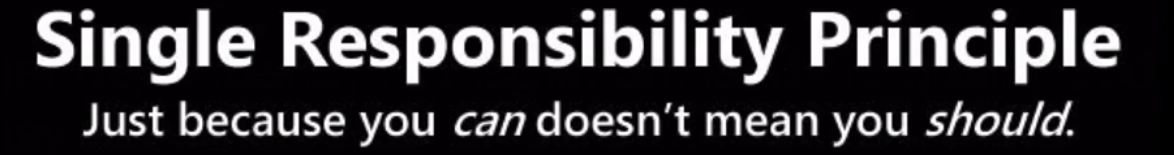 Single Responsibility Principle
Just because you can doesn’t mean you should.